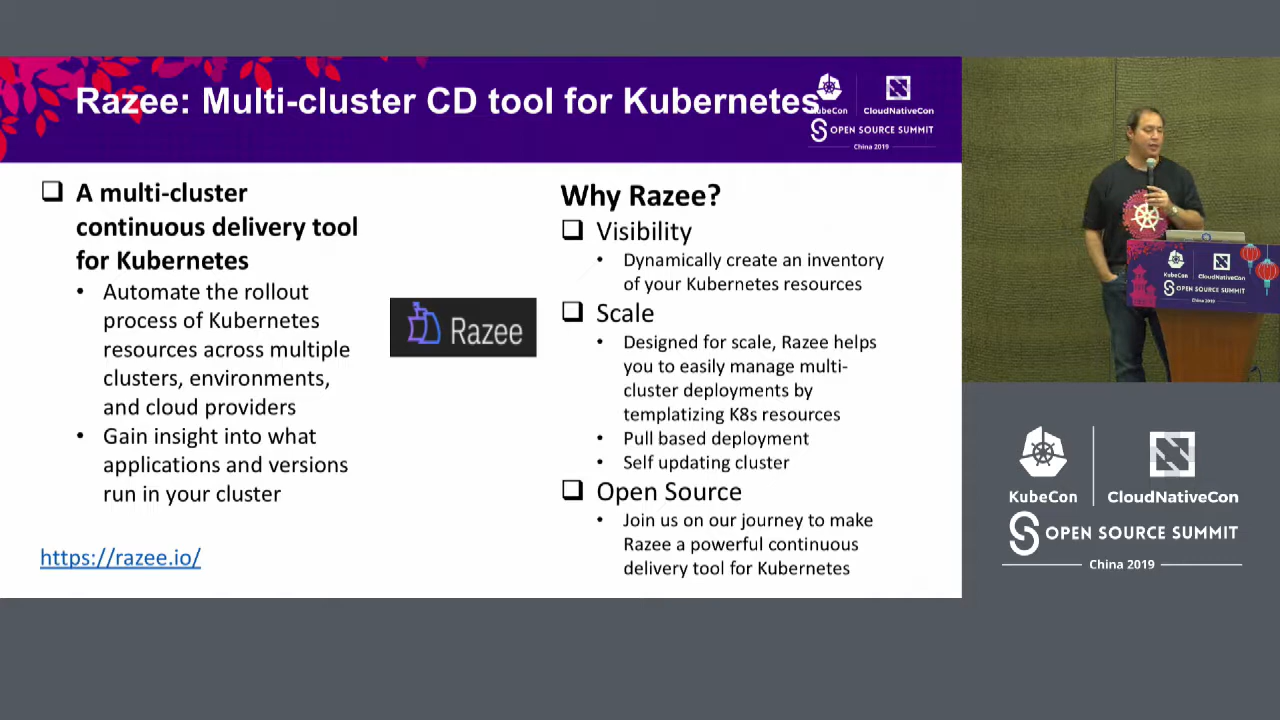 Razee: Multi-cluster CD tool for Kubernetes
KubeCon
CloudNativeCon
OPEN SOURCE SUMMIT
China 2019
❑ A multi-cluster
continuous delivery tool
for Kubernetes
• Automate the rollout
process of Kubernetes
resources across multiple
clusters, environments,
and cloud providers
• Gain insight into what
applications and versions
run in your cluster
https://razee.io/
Razee
Why Razee?
❑ Visibility
• Dynamically create an inventory
of your Kubernetes resources
❑ Scale
• Designed for scale, Razee helps
you to easily manage multi-
cluster deployments by
templatizing K8s resources
• Pull based deployment
• Self updating cluster
❑ Open Source
• Join us on our journey to make
Razee a powerful continuous
delivery tool for Kubernetes
KubeCon
CloudNativeCon
OPEN SOURCE SUMMIT
KubeCon
CloudNativeCon
OPEN SOURCE SUMMIT
China 2019